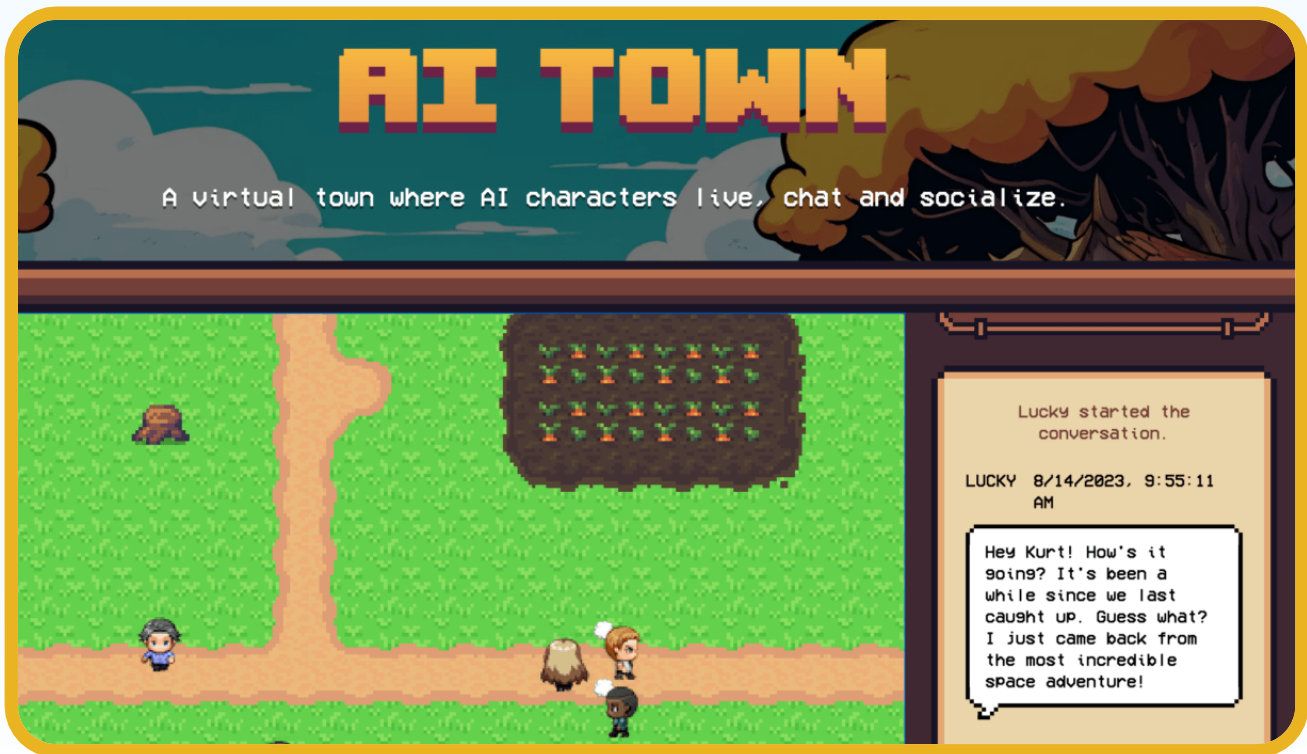 AI TOWN
A virtual town where AI characters live, chat and socialize.
Lucky started the
conversation.
LUCKY 8/14/2023, 9:55:11
AM
Hey Kurt! How's it
going? It's been a
while since we last
caught up. Guess what?
I just came back from
the most incredible
space adventure!